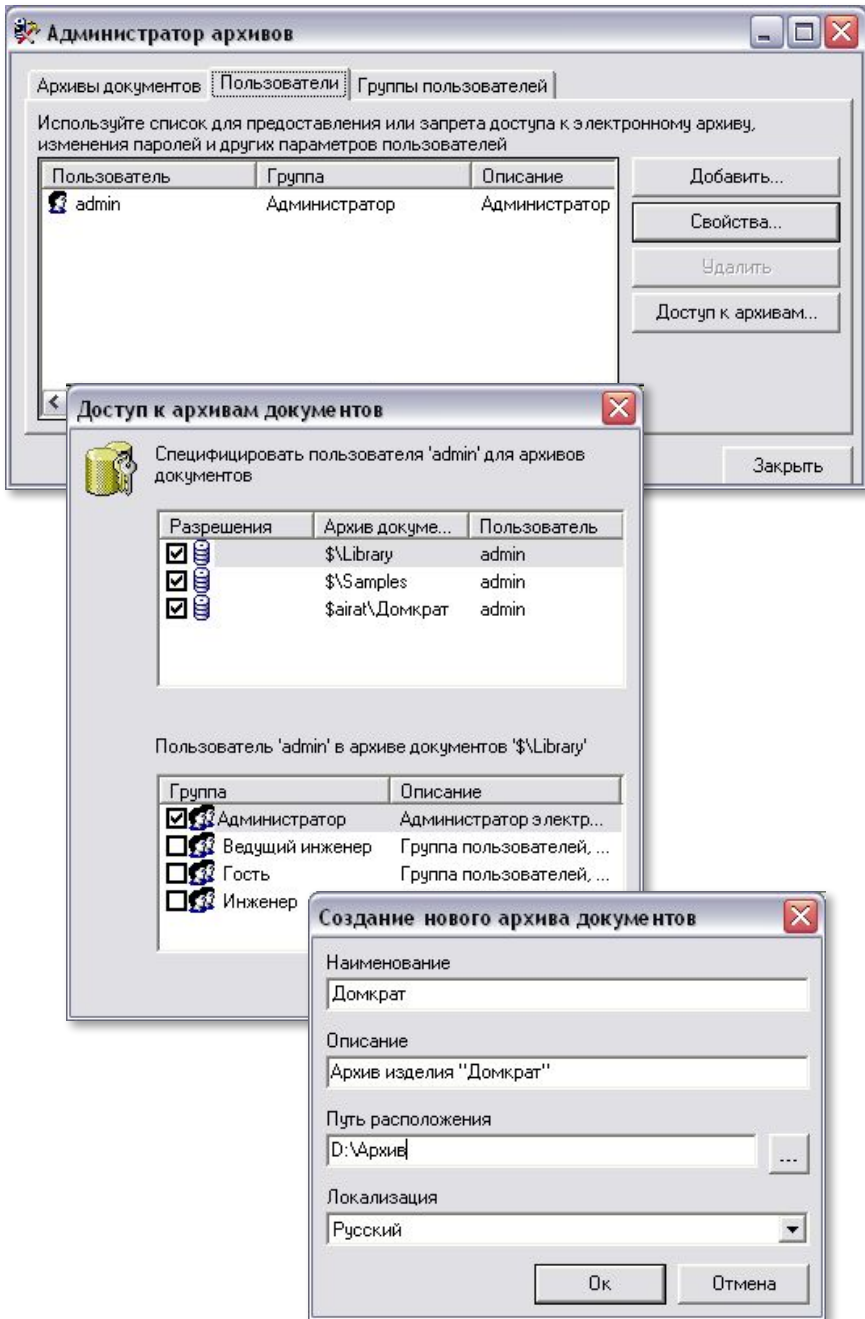 Администратор архивов
Архивы документов Пользователи Группы пользователей
Используйте список для предоставления или запрета доступа к электронному архиву,
изменения паролей и других параметров пользователей
Пользователь Группа Описание
admin Администратор Администратор
Добавить...
Свойства...
Удалить
Доступ к архивам...
Закрыть
Доступ к архивам документов
Специфицировать пользователя 'admin' для архивов
документов
Разрешения Архив докуме... Пользователь
$\Library admin
$\Samples admin
$airat\Домкрат admin
Пользователь 'admin' в архиве документов '$\Library'
Группа Описание
Администратор Администратор электр...
Ведущий инженер Группа пользователей, ...
Гость Группа пользователей, ...
Инженер
Создание нового архива документов
Наименование
Домкрат
Описание
Архив изделия "Домкрат"
Путь расположения
D:\Архив
...
Локализация
Русский
Ок Отмена